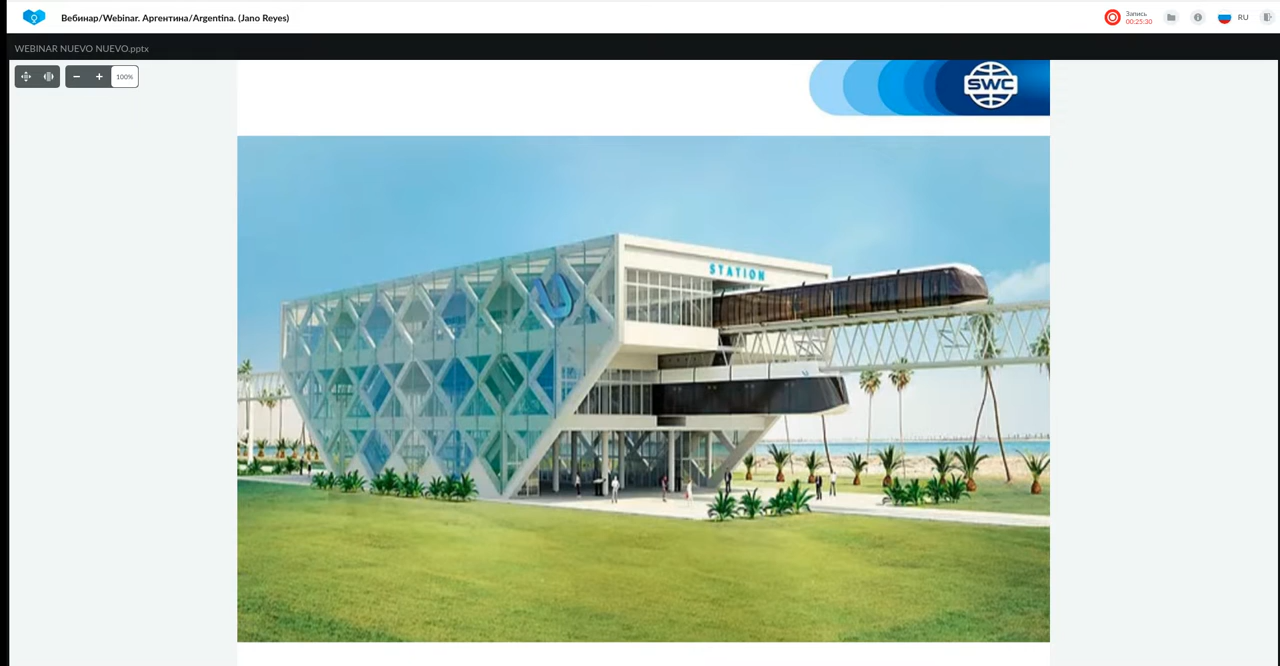 Вебинар/Webinar. Аргентина/Argentina. (Jano Reyes)
Запись
00:25:30
RU
WEBINAR NUEVO NUEVO.pptx
100%
SWC
STATION